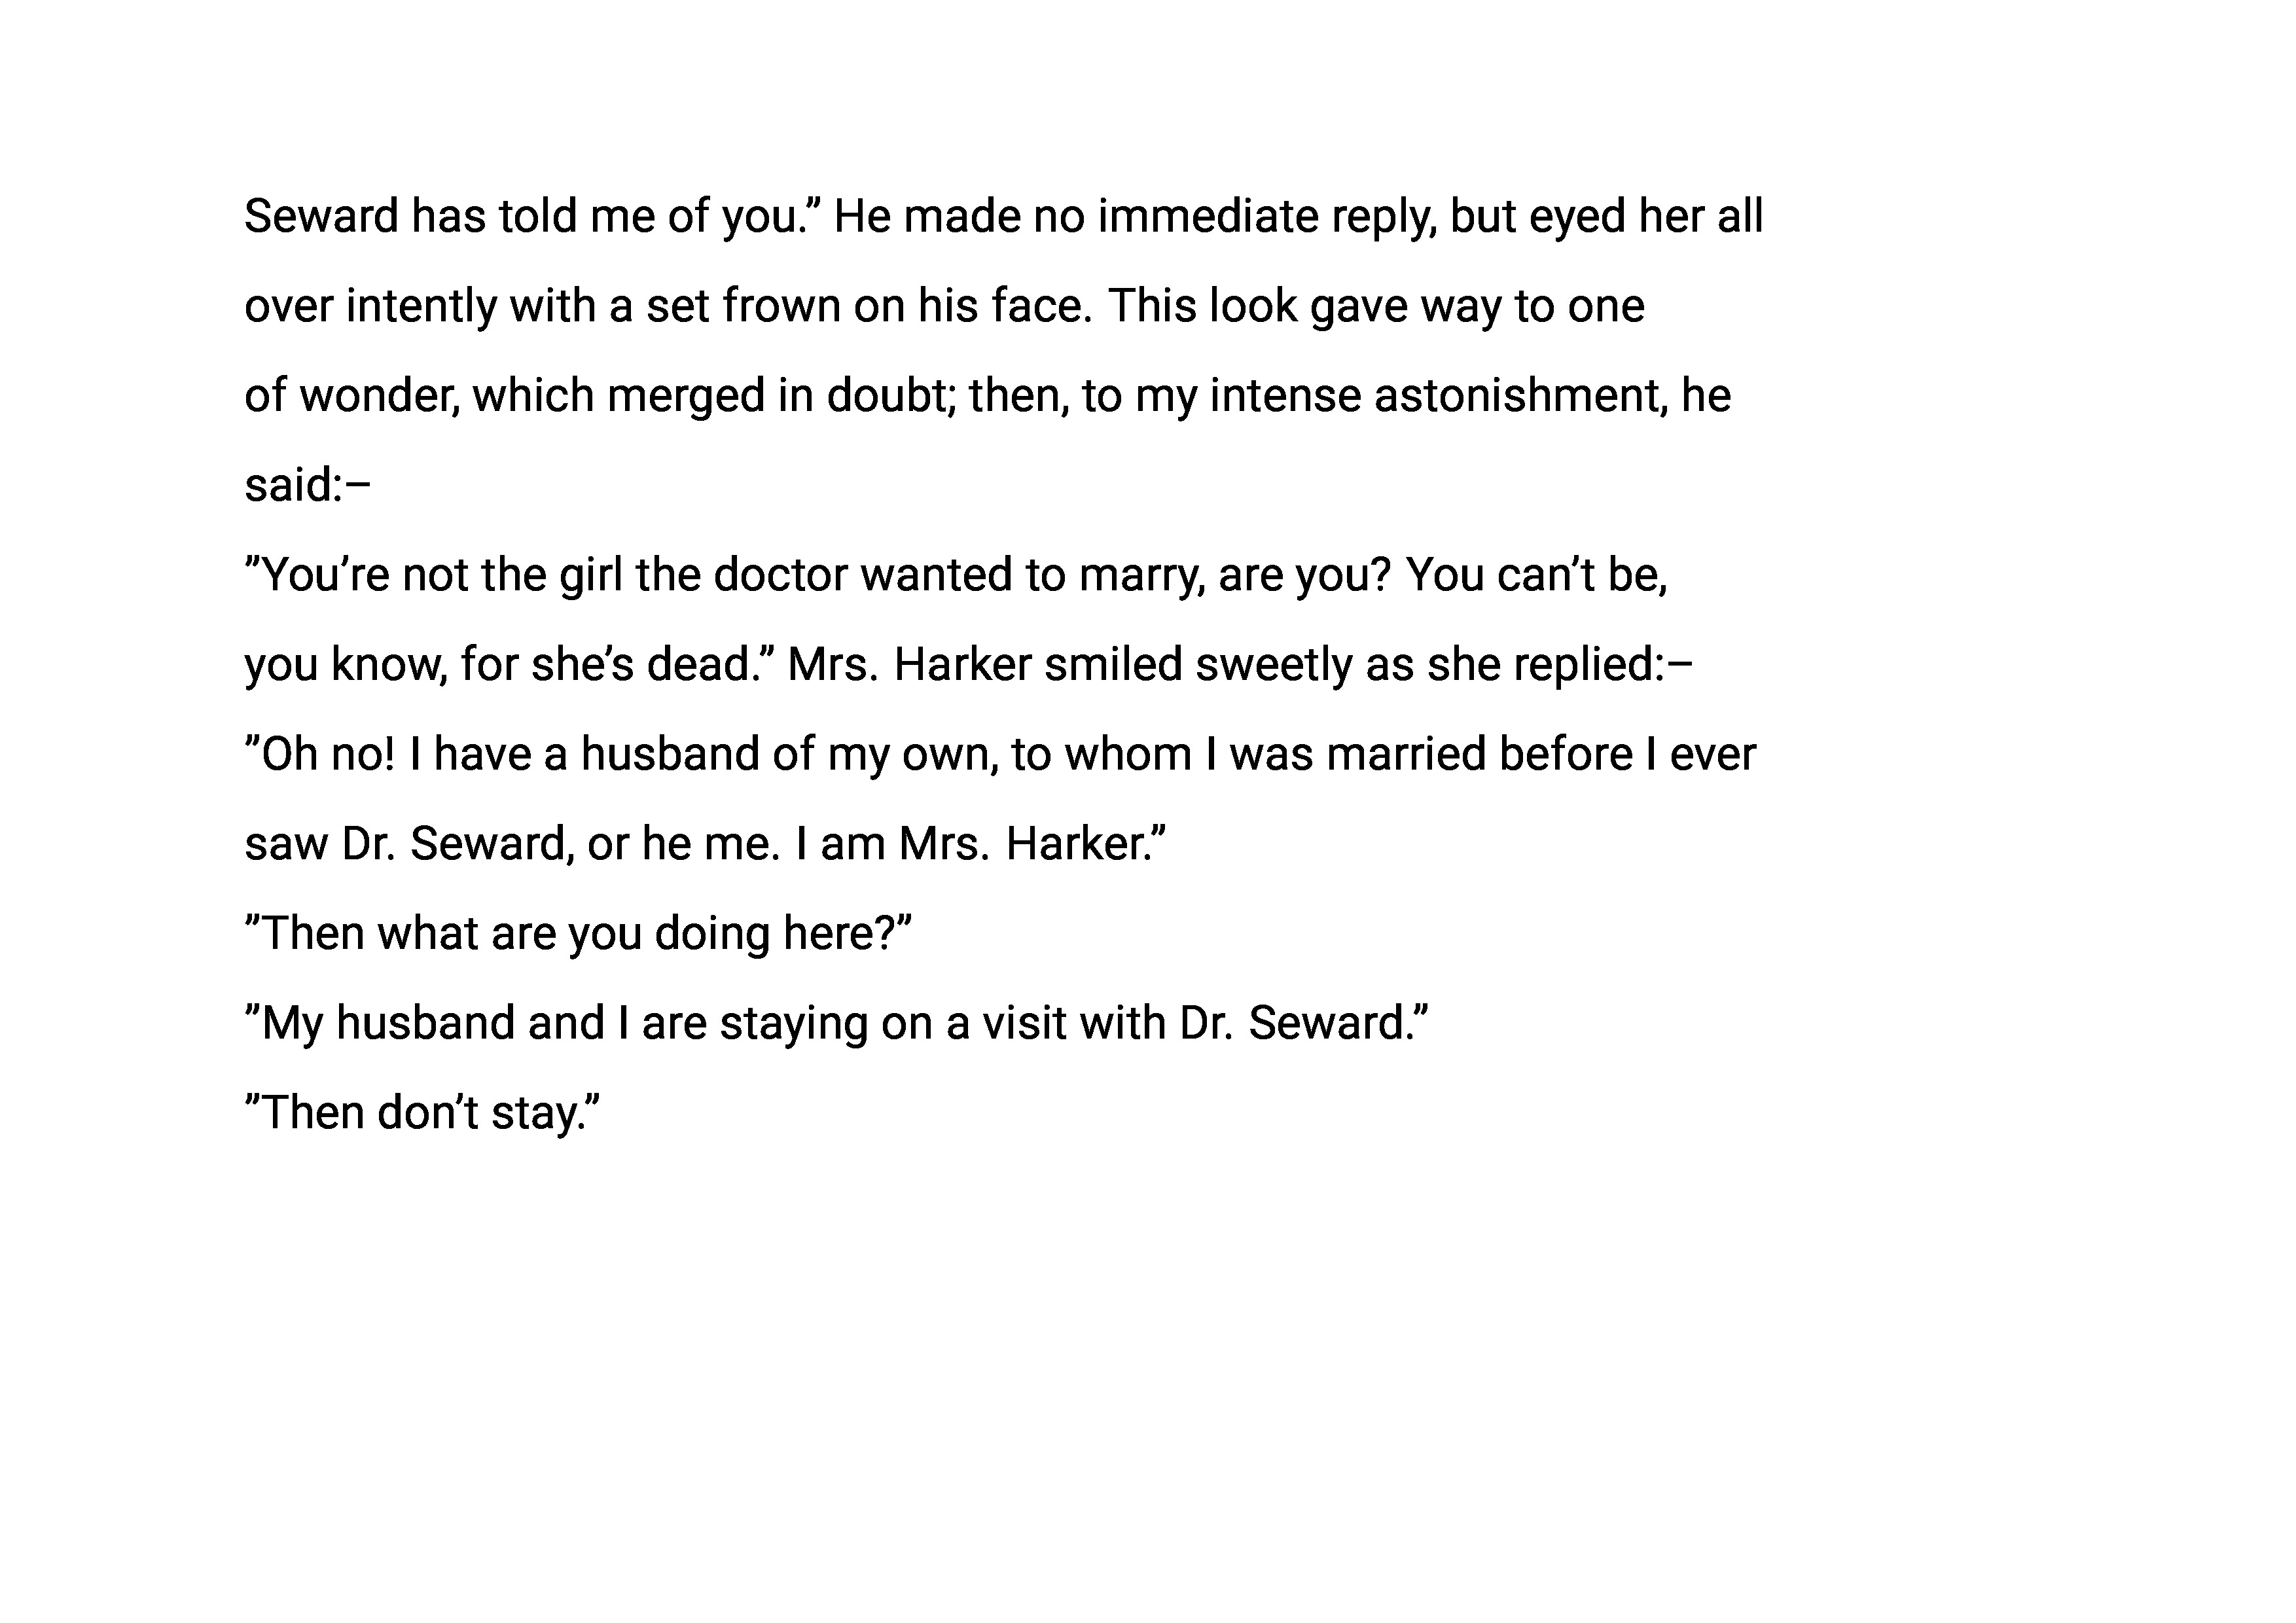 Seward has told me of you.” He made no immediate reply, but eyed her all
over intently with a set frown on his face. This look gave way to one
of wonder, which merged in doubt; then, to my intense astonishment, he
said:–
”You’re not the girl the doctor wanted to marry, are you? You can’t be,
you know, for she’s dead.” Mrs. Harker smiled sweetly as she replied:–
”Oh no! I have a husband of my own, to whom I was married before I ever
saw Dr. Seward, or he me. I am Mrs. Harker.”
”Then what are you doing here?”
”My husband and I are staying on a visit with Dr. Seward.”
”Then don’t stay.”